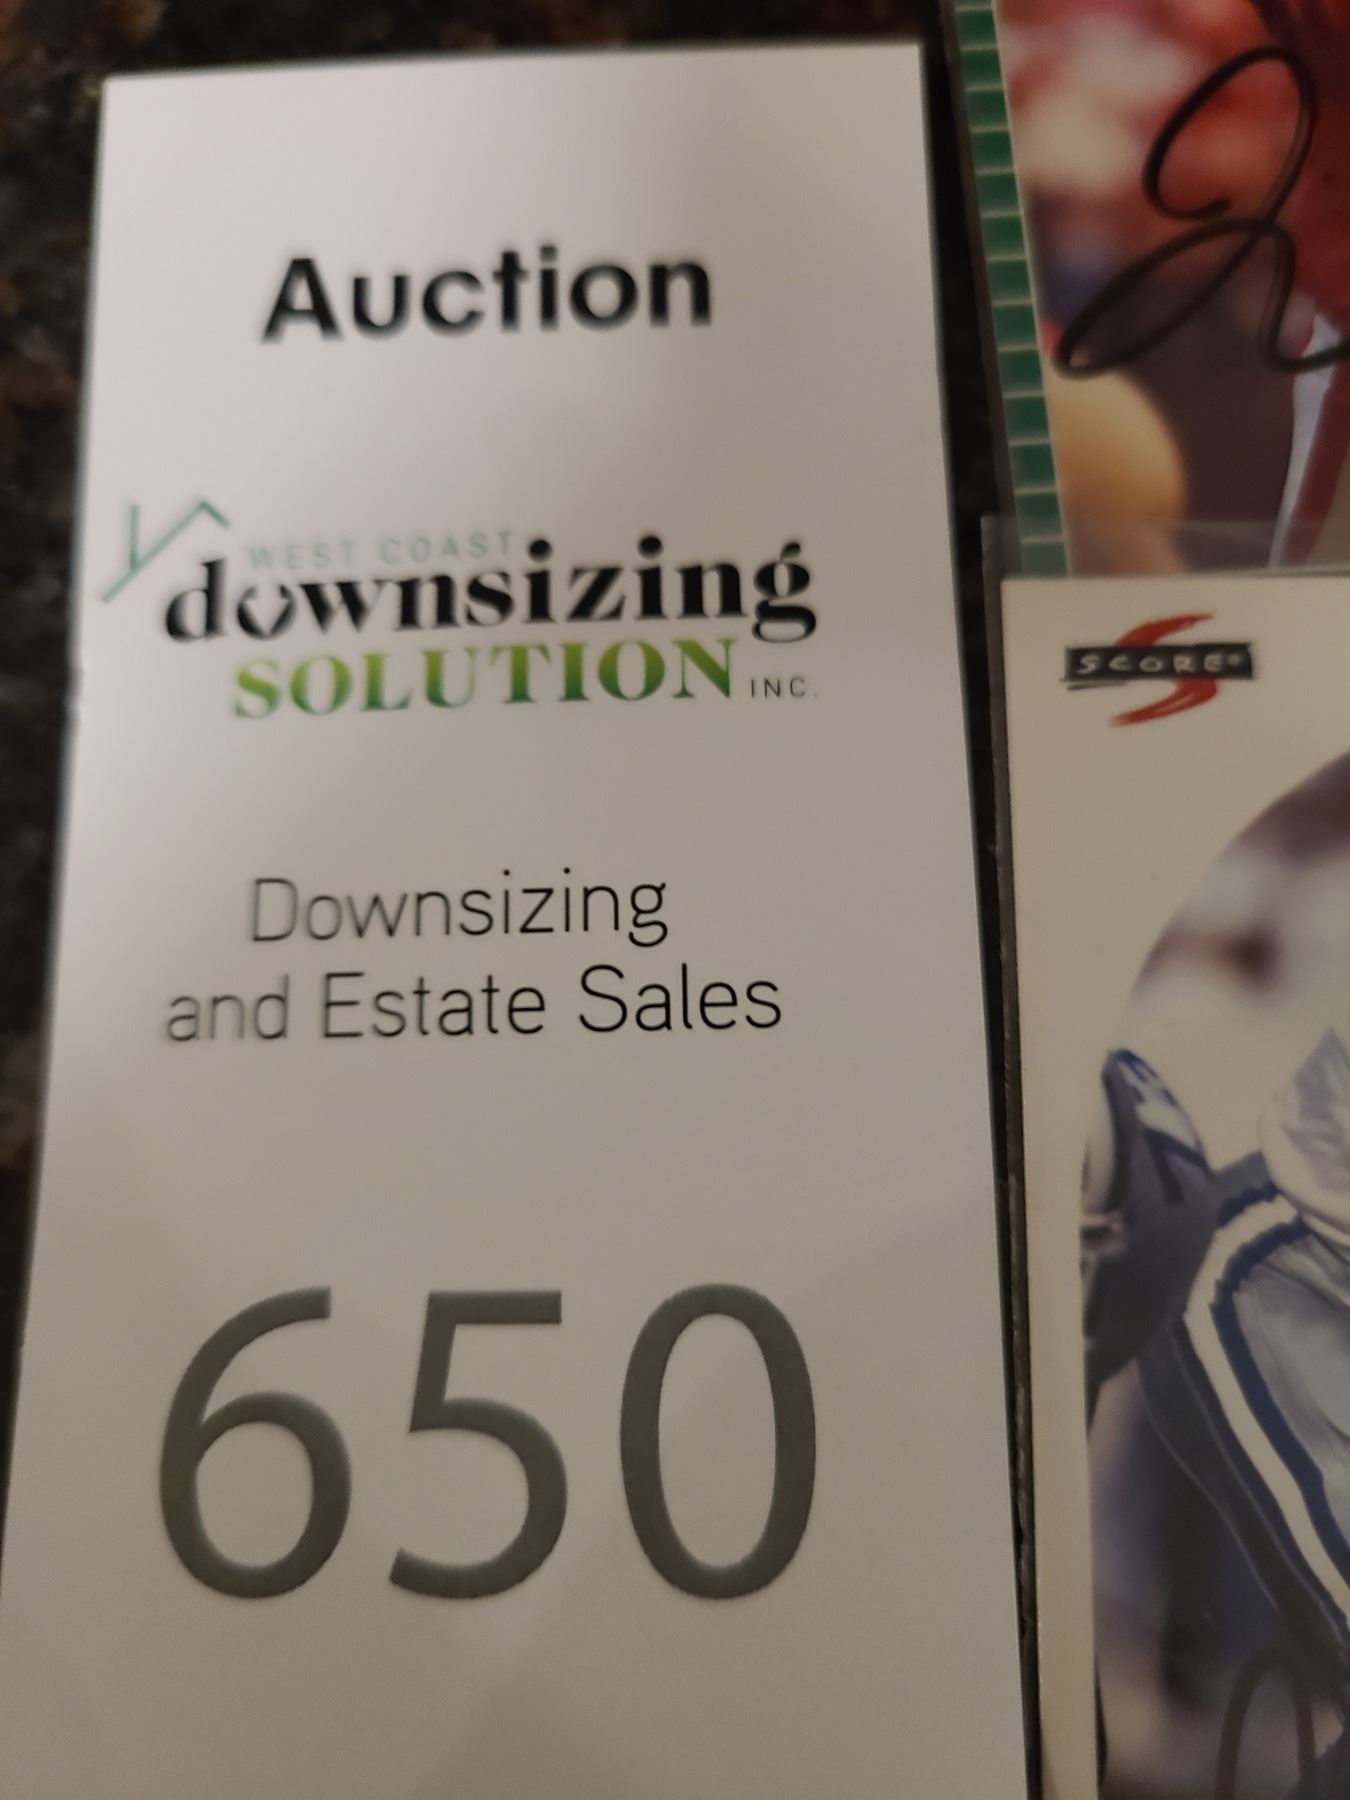 Auction
WEST COAST
downsizing
SOLUTION INC.
Downsizing
and Estate Sales
650
SCORE®